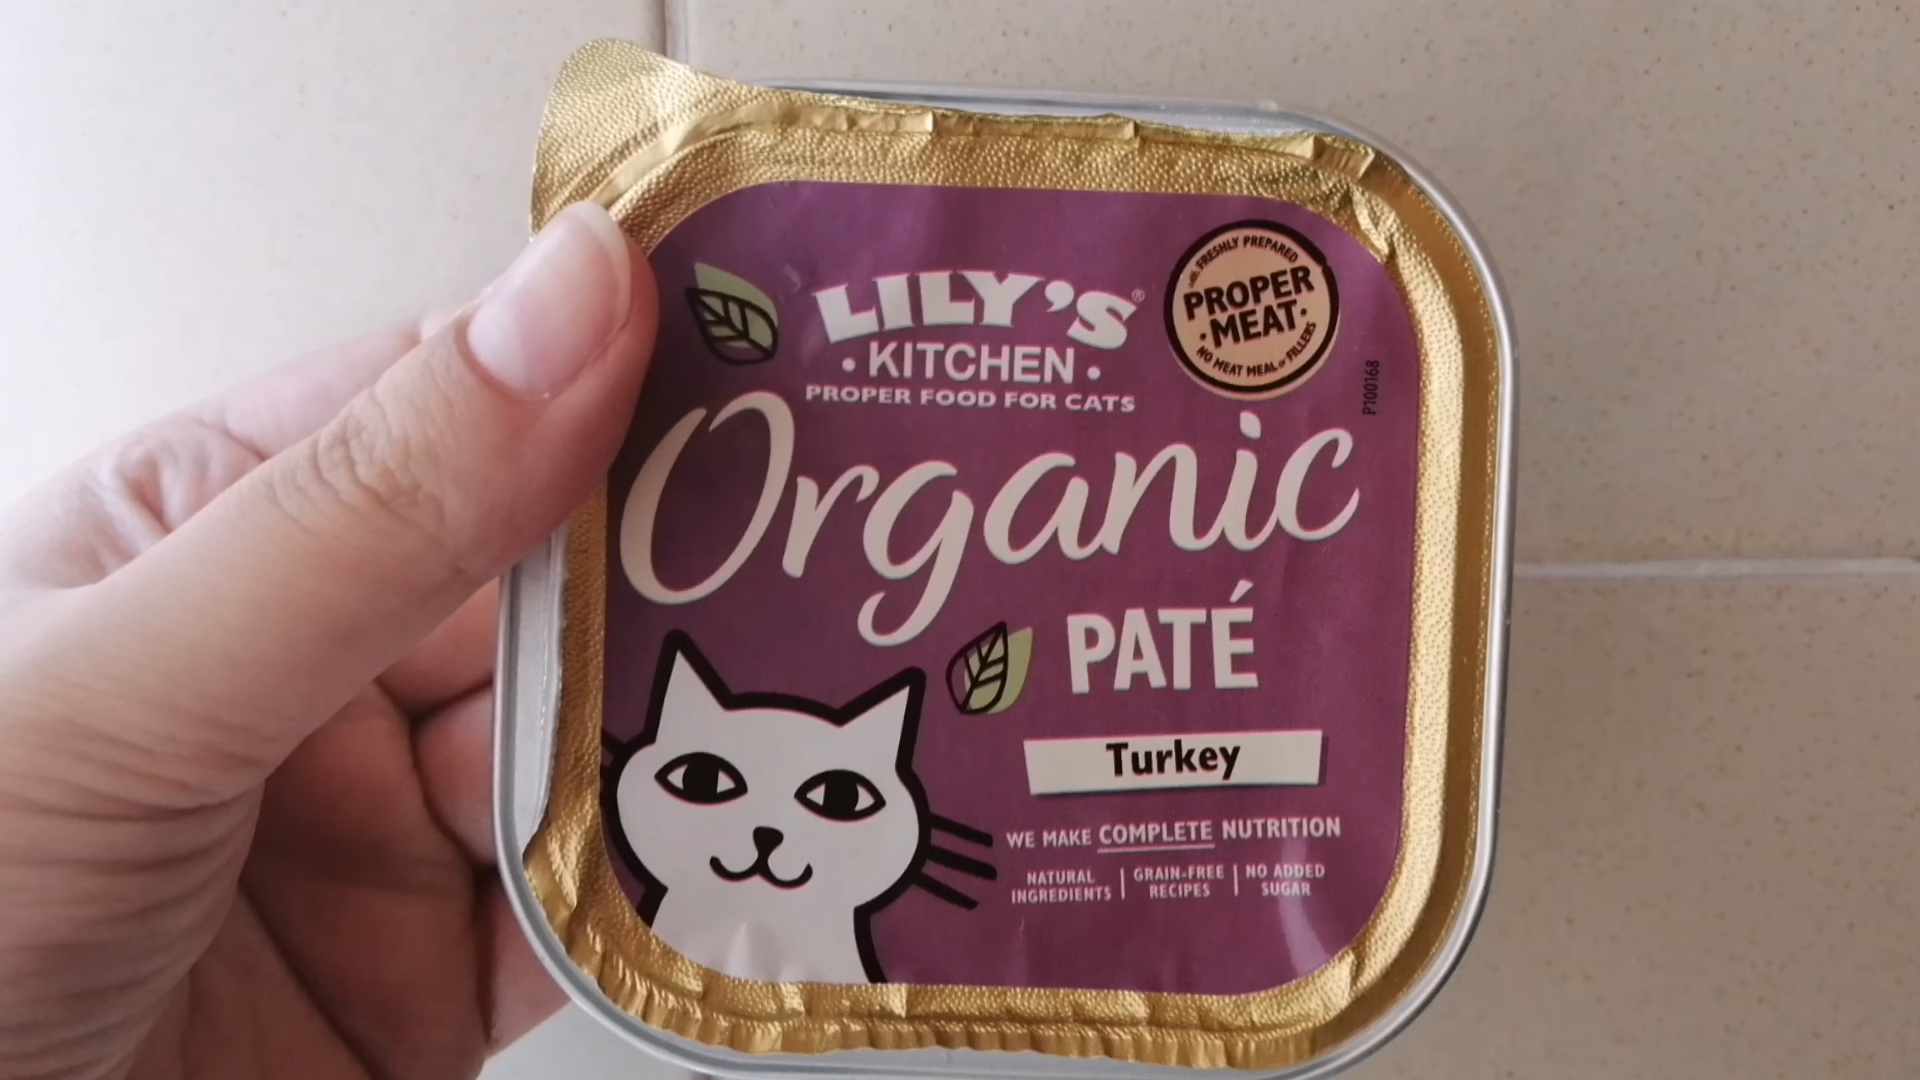 LILY'S®
• KITCHEN •
PROPER FOOD FOR CATS
FRESHLY PREPARED
PROPER
• MEAT •
NO MEAT MEAL or FILLERS
P100168
Organic
PATÉ
Turkey
WE MAKE COMPLETE NUTRITION
NATURAL INGREDIENTS | GRAIN-FREE RECIPES | NO ADDED SUGAR